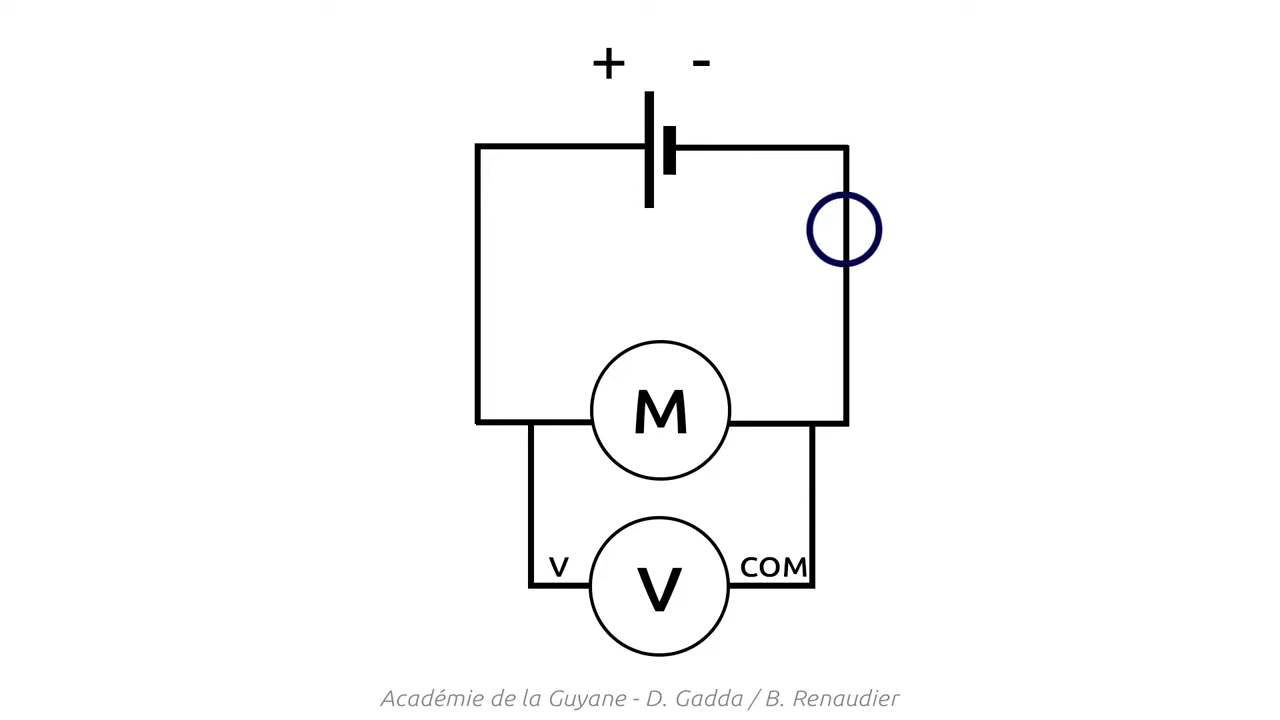 + -
M
V COM
V
Académie de la Guyane - D. Gadda / B. Renaudier